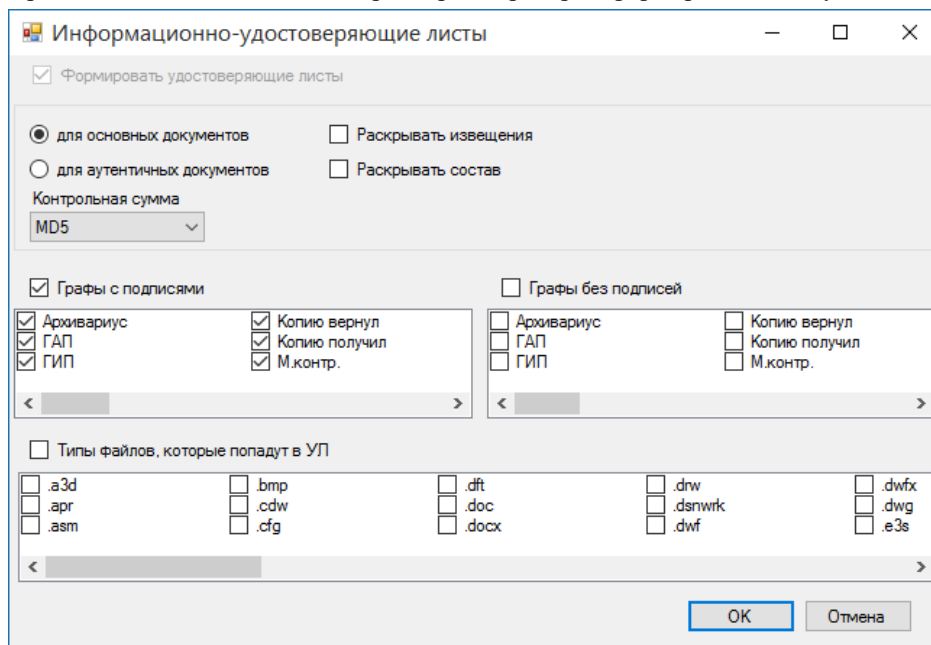 Информационно-удостоверяющие листы
Формировать удостоверяющие листы
для основных документов Раскрывать извещения
для аутентичных документов Раскрывать состав
Контрольная сумма
MD5
Графы с подписями Графы без подписей
Архивариус Копию вернул Архивариус Копию вернул
ГАП Копию получил ГАП Копию получил
ГИП М.контр. ГИП М.контр.
Типы файлов, которые попадут в УЛ
.a3d .bmp .dft .drw .dwfx
.apr .cdw .doc .dsnwrk .dwg
.asm .cfg .docx .dwf .e3s
OK Отмена